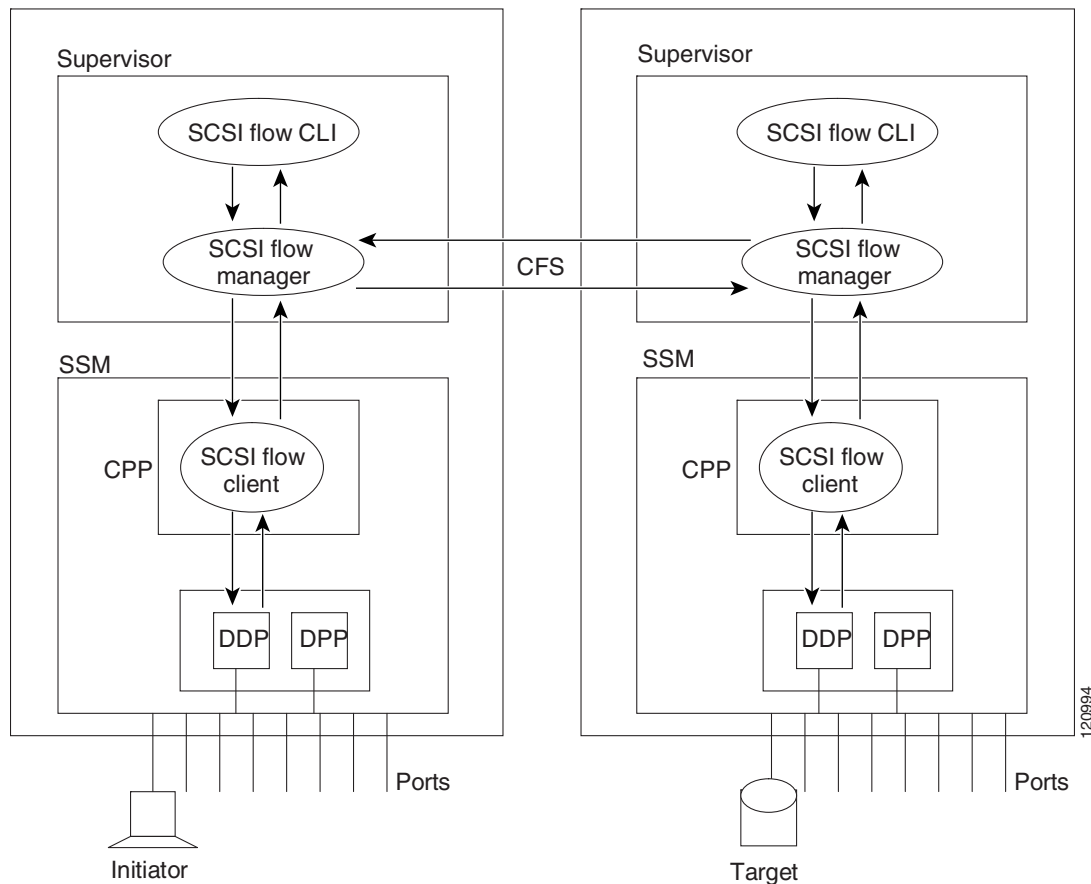 Supervisor
SCSI flow CLI
SCSI flow
manager
SSM
CPP
SCSI flow
client
DDP
DPP
Ports
Initiator
CFS
Supervisor
SCSI flow CLI
SCSI flow
manager
SSM
CPP
SCSI flow
client
DDP
DPP
Ports
Target
120994